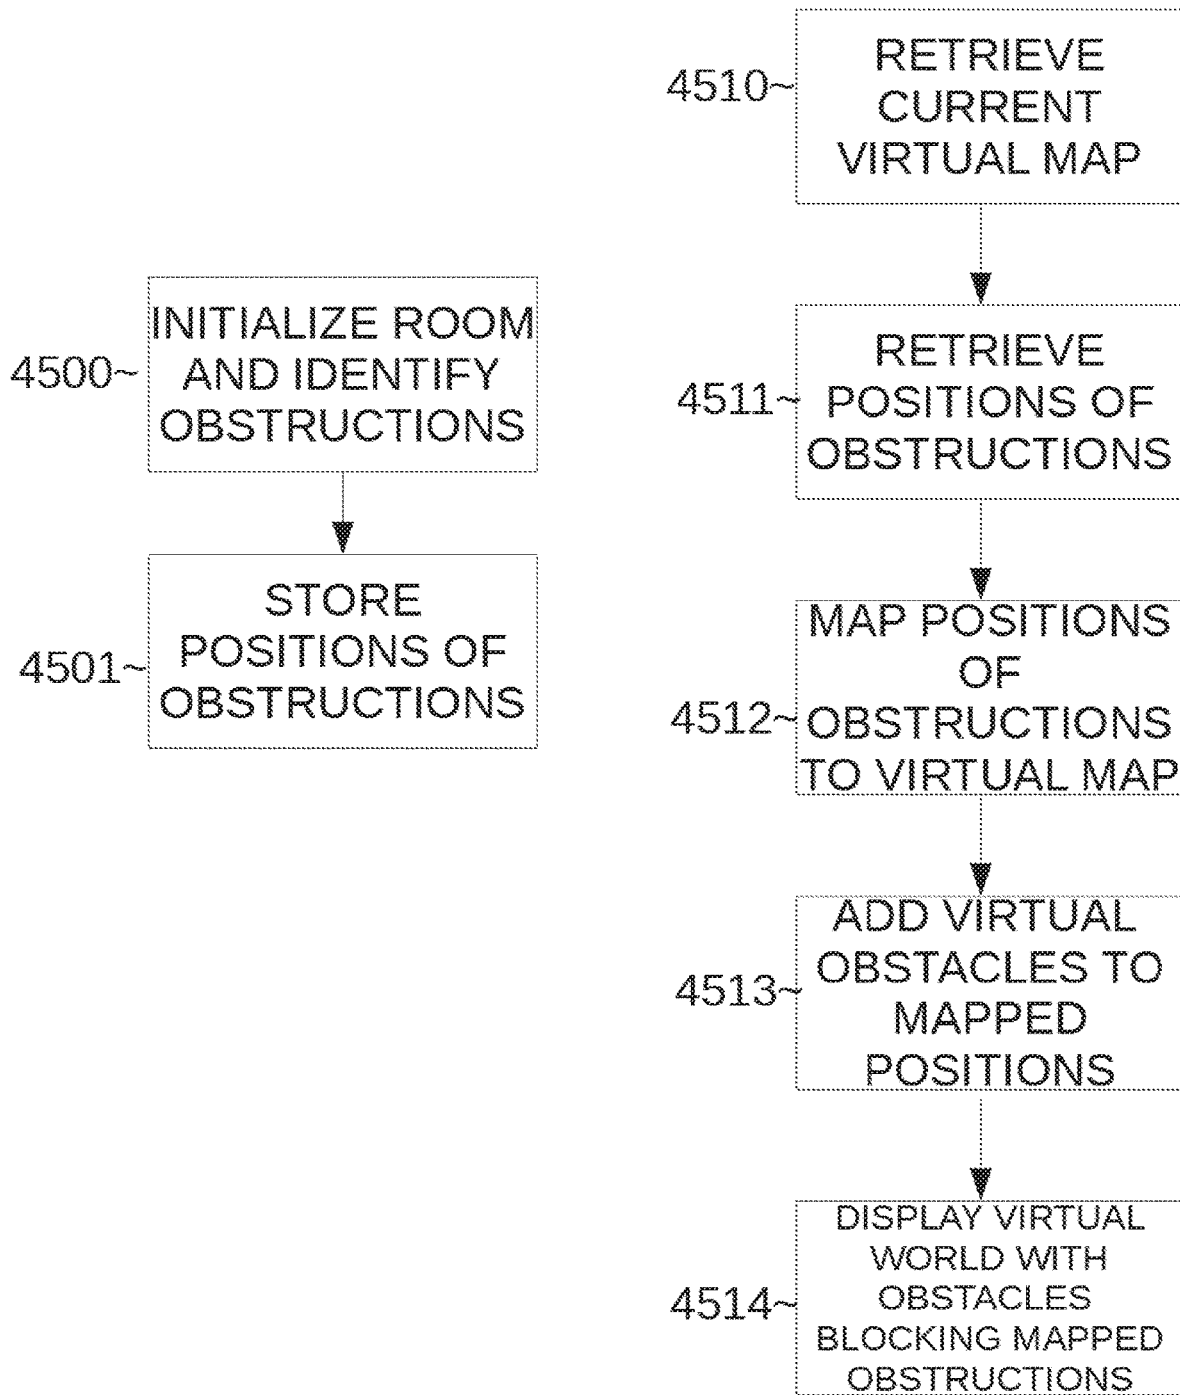 4500~
INITIALIZE ROOM
AND IDENTIFY
OBSTRUCTIONS
4501~
STORE
POSITIONS OF
OBSTRUCTIONS
4510~
RETRIEVE
CURRENT
VIRTUAL MAP
4511~
RETRIEVE
POSITIONS OF
OBSTRUCTIONS
4512~
MAP POSITIONS
OF
OBSTRUCTIONS
TO VIRTUAL MAP
4513~
ADD VIRTUAL
OBSTACLES TO
MAPPED
POSITIONS
4514~
DISPLAY VIRTUAL
WORLD WITH
OBSTACLES
BLOCKING MAPPED
OBSTRUCTIONS